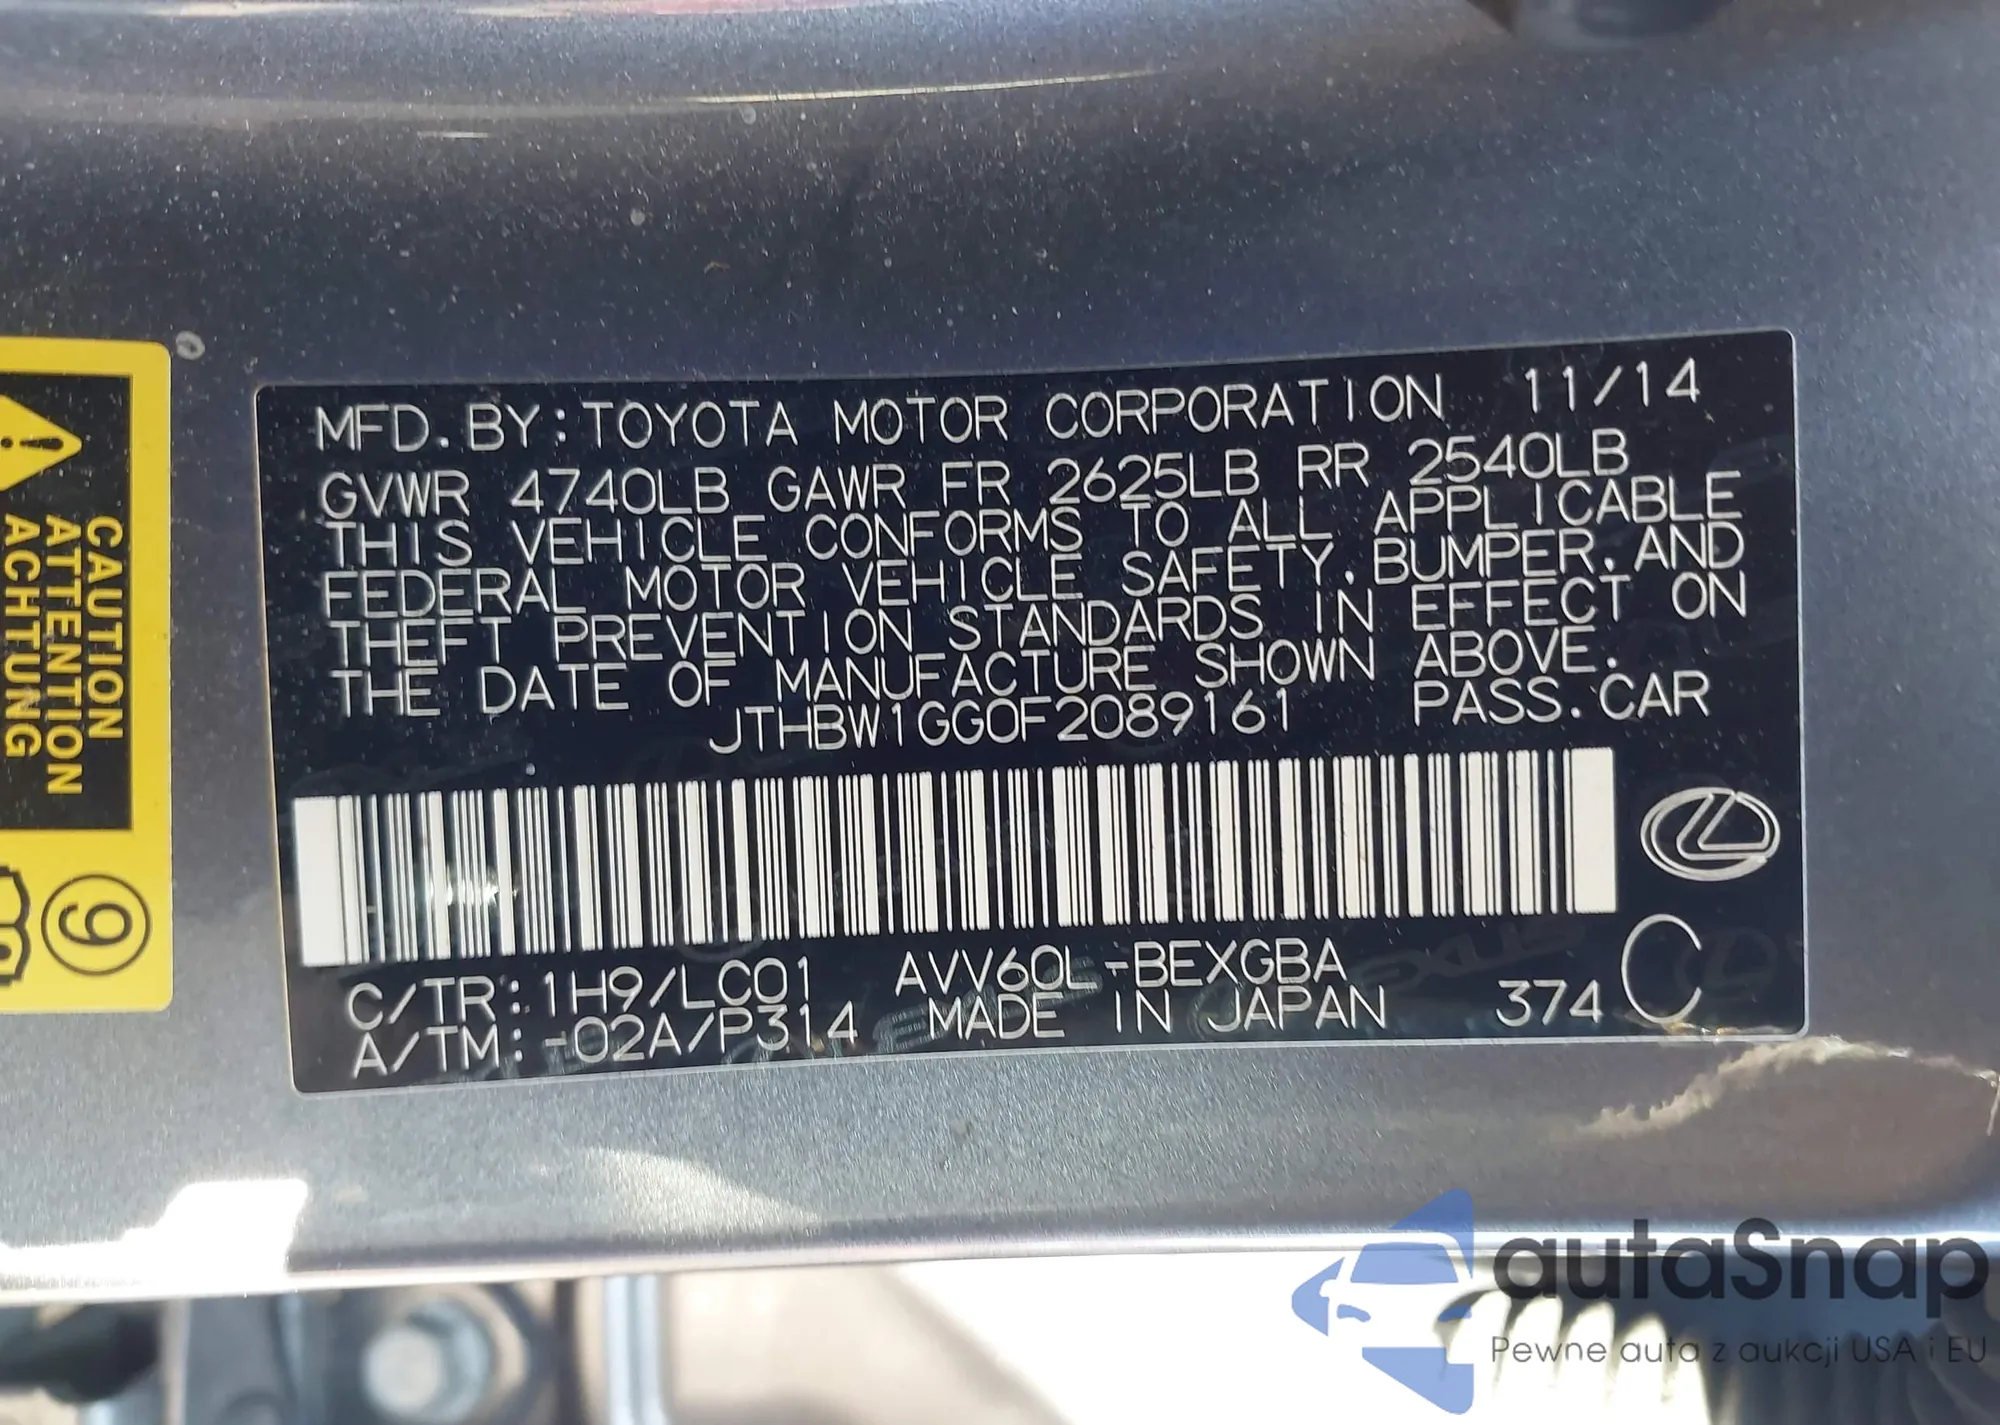 MFD. BY: TOYOTA MOTOR CORPORATION 11/14
GVWR 4740LB GAWR FR 2625LB RR 2540LB
THIS VEHICLE CONFORMS TO ALL APPLICABLE
FEDERAL MOTOR VEHICLE SAFETY, BUMPER, AND
THEFT PREVENTION STANDARDS IN EFFECT ON
THE DATE OF MANUFACTURE SHOWN ABOVE.
JTHBW1GG0F2089161 PASS. CAR
C/TR: 1H9/LC01 AVV60L-BEXGBA
A/TM: -02A/P314 MADE IN JAPAN 374 C
CAUTION
ATTENTION
ACHTUNG
9
autaSnap
Pewne auta z aukcji USA i EU